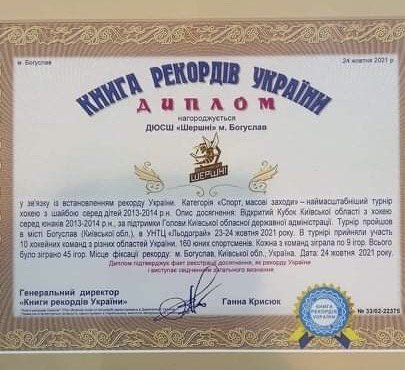 м. Богуслав
24 жовтня 2021 р
КНИГА РЕКОРДІВ УКРАЇНИ
ДИПЛОМ
нагороджується
ДЮСШ «Шершні» м. Богуслав
ШЕРШНІ
у зв'язку із встановленням рекорду України. Категорія «Спорт, масові заходи» – наймасштабніший турнір
хокею з шайбою серед дітей 2013-2014 р.н. Опис досягнення: Відкритий Кубок Київської області з хокею
серед юнаків 2013-2014 р.н., за підтримки Голови Київської обласної державної адміністрації. Турнір пройшов
в місті Богуслав (Київської обл.), в УНТЦ «Льодограй» 23-24 жовтня 2021 року. В турнірі прийняли участь
10 хокейних команд з різних областей України, 160 юних спортсменів. Кожна з команд зіграла по 9 ігор. Всього
було зіграно 45 ігор. Місце фіксації рекорду: м. Богуслав, Київська обл., Україна. Дата: 24 жовтня 2021 року.
Диплом підтверджує факт реєстрації досягнення, як рекорду України
і виступає свідченням загального визнання
Генеральний директор
«Книги рекордів України»
Ганна Крисюк
КНИГА
РЕКОРДІВ
УКРАЇНИ
№ 33/02-22375